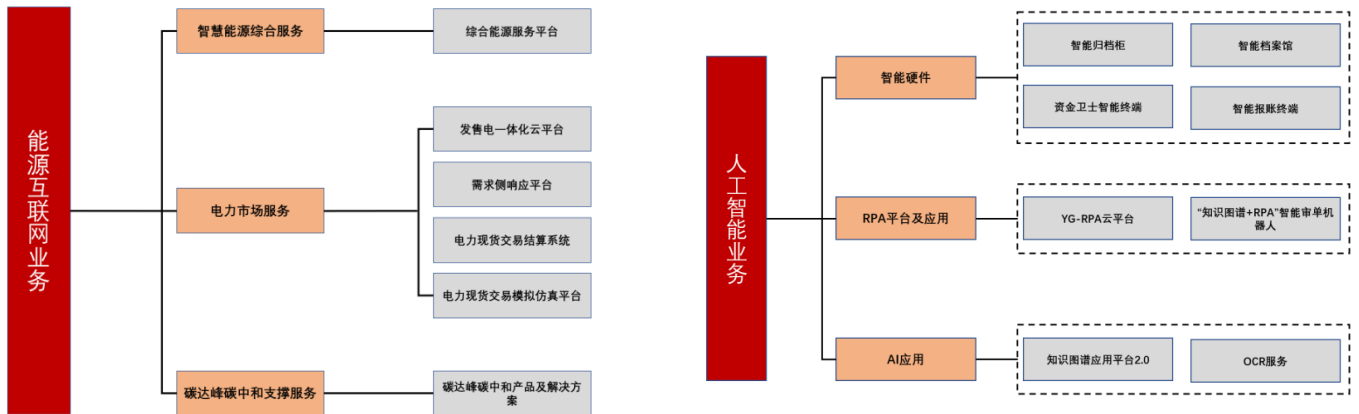 能源互联网业务
智慧能源综合服务
综合能源服务平台
电力市场服务
发售电一体化云平台
需求侧响应平台
电力现货交易结算系统
电力现货交易模拟仿真平台
碳达峰碳中和支撑服务
碳达峰碳中和产品及解决方
案
人工智能业务
智能硬件
智能归档柜
智能档案馆
资金卫士智能终端
智能报账终端
RPA平台及应用
YG-RPA云平台
“知识图谱+RPA”智能审单机
器人
AI应用
知识图谱应用平台2.0
OCR服务